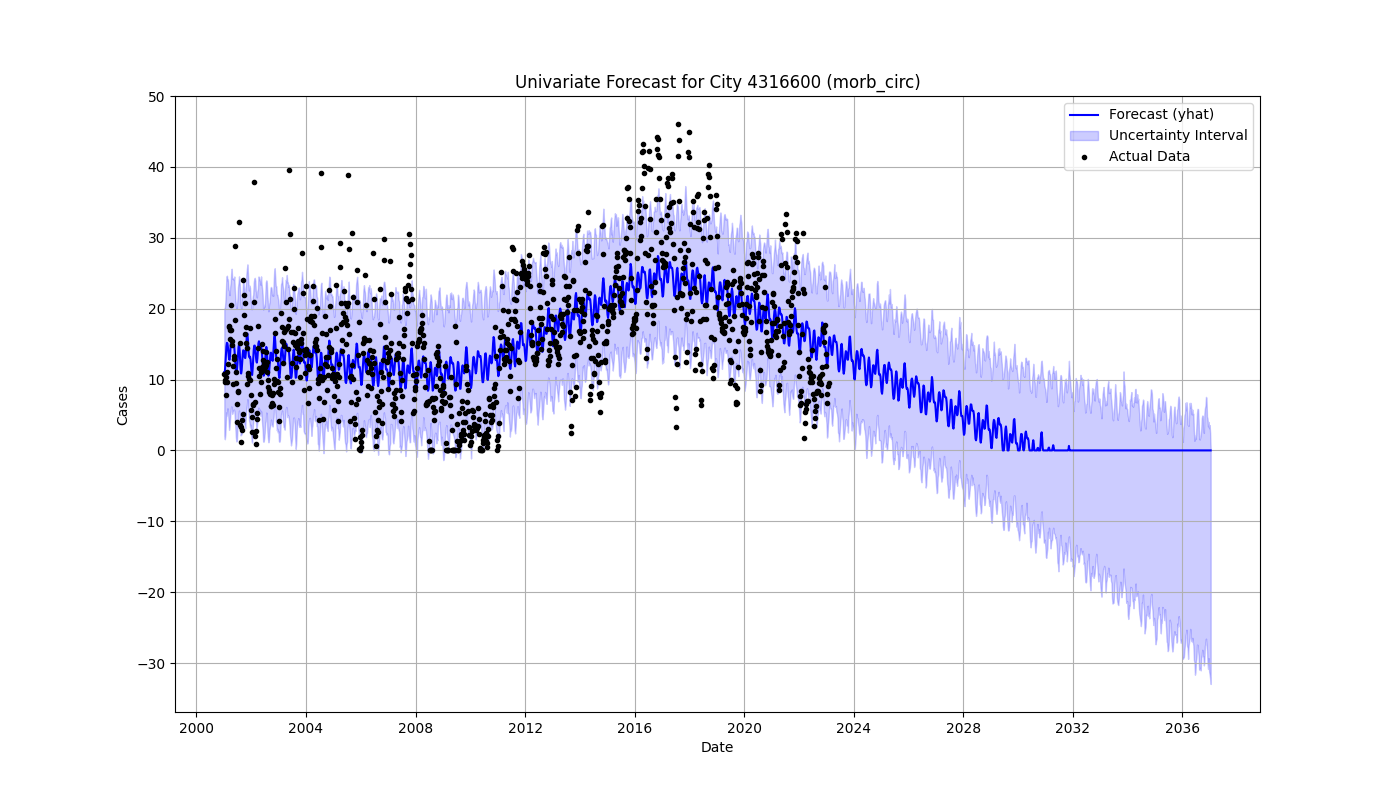 Univariate Forecast for City 4316600 (morb_circ)
Forecast (yhat)
Uncertainty Interval
Actual Data
Cases
50
40
30
20
10
0
−10
−20
−30
2000 2004 2008 2012 2016 2020 2024 2028 2032 2036
Date